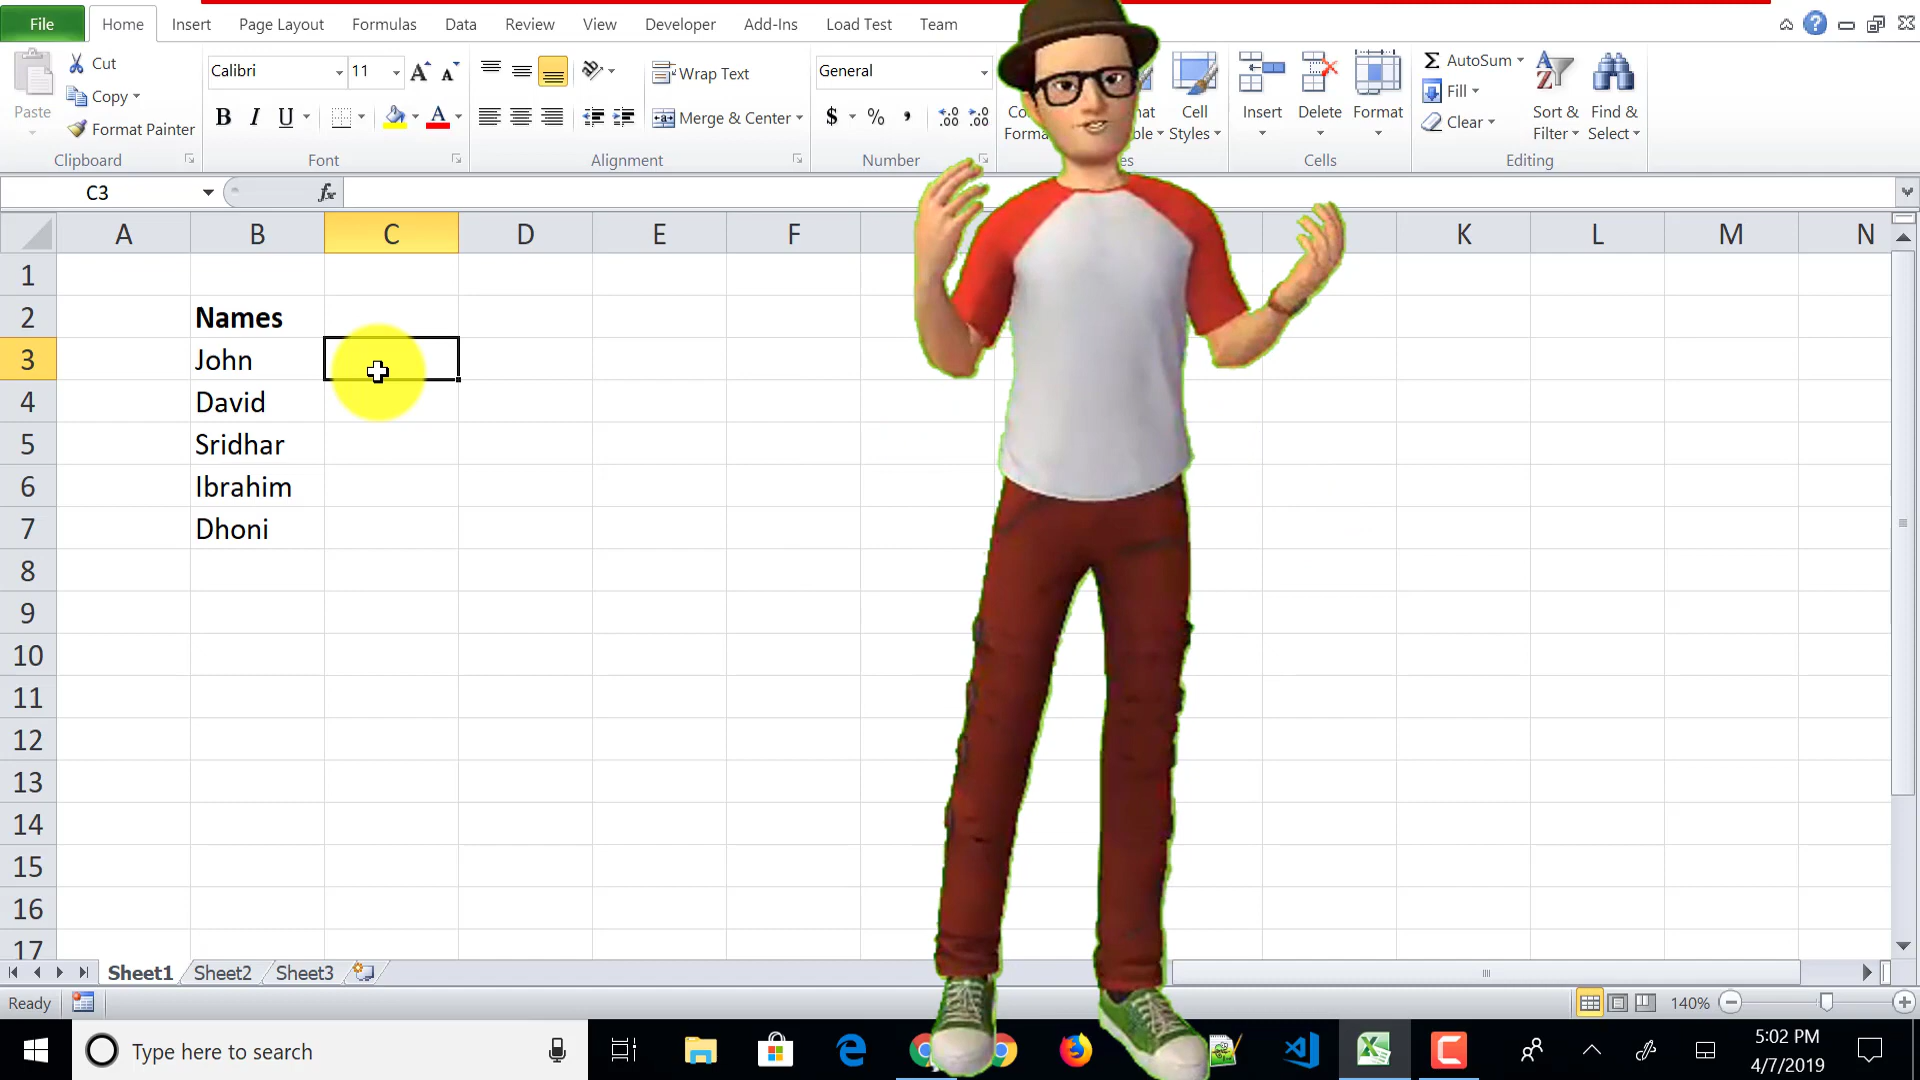 File Home Insert Page Layout Formulas Data Review View Developer Add-Ins Load Test Team
Paste
Cut
Copy
Format Painter
Clipboard
Calibri 11
B I U
Font
Wrap Text
Merge & Center
Alignment
General
$ %
Number
Cell
Styles
Insert
Delete
Format
Cells
AutoSum
Fill
Clear
Sort &
Filter
Find &
Select
Editing
C3 fx
A B C D E F K L M N
1
2 Names
3 John
4 David
5 Sridhar
6 Ibrahim
7 Dhoni
8
9
10
11
12
13
14
15
16
17
Sheet1 Sheet2 Sheet3
Ready 140%
Type here to search
5:02 PM
4/7/2019